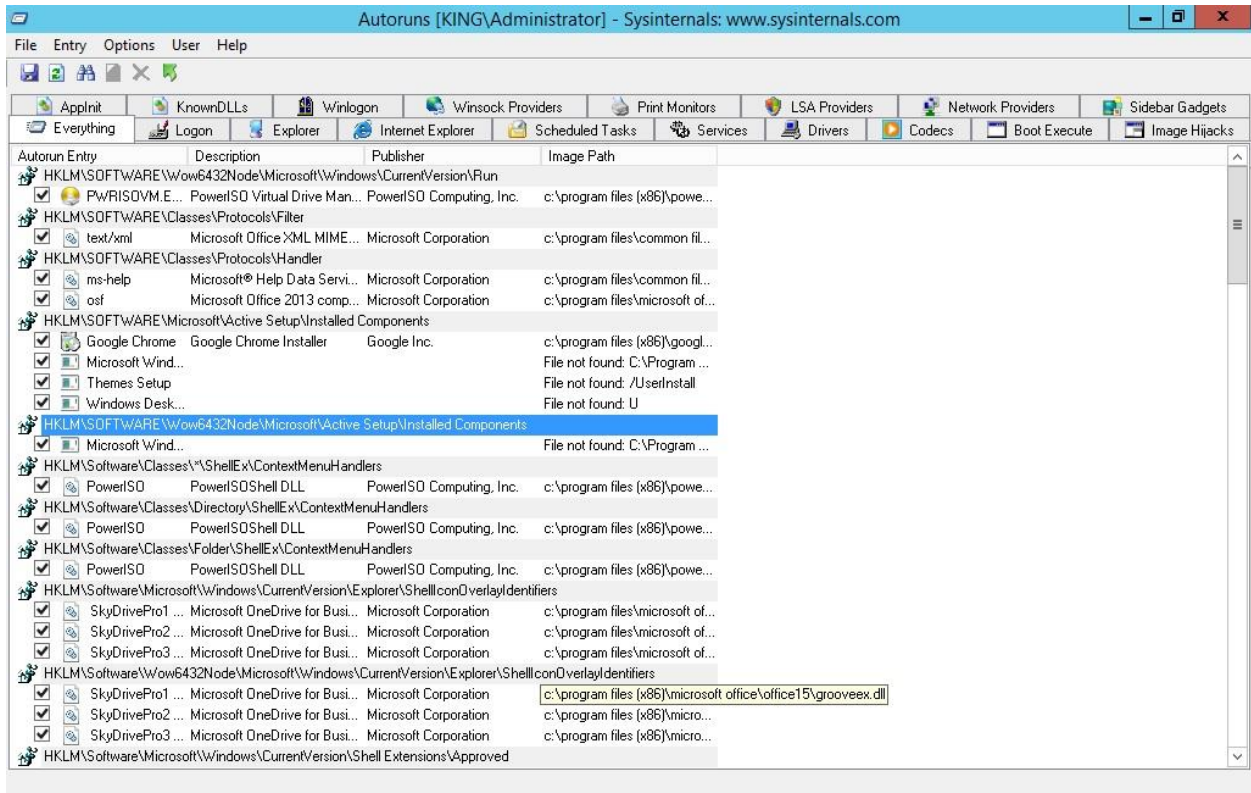 Autoruns [KING\Administrator] - Sysinternals: www.sysinternals.com
File Entry Options User Help
AppInit KnownDLLs Winlogon Winsock Providers Print Monitors LSA Providers Network Providers Sidebar Gadgets
Everything Logon Explorer Internet Explorer Scheduled Tasks Services Drivers Codecs Boot Execute Image Hijacks
Autorun Entry Description Publisher Image Path
HKLM\SOFTWARE\Wow6432Node\Microsoft\Windows\CurrentVersion\Run
PWRISOVM.E... PowerISO Virtual Drive Man... PowerISO Computing, Inc. c:\program files (x86)\powe...
HKLM\SOFTWARE\Classes\Protocols\Filter
text/xml Microsoft Office XML MIME... Microsoft Corporation c:\program files\common fil...
HKLM\SOFTWARE\Classes\Protocols\Handler
ms-help Microsoft® Help Data Servi... Microsoft Corporation c:\program files\common fil...
osf Microsoft Office 2013 comp... Microsoft Corporation c:\program files\microsoft of...
HKLM\SOFTWARE\Microsoft\Active Setup\Installed Components
Google Chrome Google Chrome Installer Google Inc. c:\program files (x86)\googl...
Microsoft Wind... File not found: C:\Program ...
Themes Setup File not found: /UserInstall
Windows Desk... File not found: U
HKLM\SOFTWARE\Wow6432Node\Microsoft\Active Setup\Installed Components
Microsoft Wind... File not found: C:\Program ...
HKLM\Software\Classes\*\ShellEx\ContextMenuHandlers
PowerISO PowerISOShell DLL PowerISO Computing, Inc. c:\program files (x86)\powe...
HKLM\Software\Classes\Directory\ShellEx\ContextMenuHandlers
PowerISO PowerISOShell DLL PowerISO Computing, Inc. c:\program files (x86)\powe...
HKLM\Software\Classes\Folder\ShellEx\ContextMenuHandlers
PowerISO PowerISOShell DLL PowerISO Computing, Inc. c:\program files (x86)\powe...
HKLM\Software\Microsoft\Windows\CurrentVersion\Explorer\ShellIconOverlayIdentifiers
SkyDrivePro1 ... Microsoft OneDrive for Busi... Microsoft Corporation c:\program files\microsoft of...
SkyDrivePro2 ... Microsoft OneDrive for Busi... Microsoft Corporation c:\program files\microsoft of...
SkyDrivePro3 ... Microsoft OneDrive for Busi... Microsoft Corporation c:\program files\microsoft of...
HKLM\Software\Wow6432Node\Microsoft\Windows\CurrentVersion\Explorer\ShellIconOverlayIdentifiers
SkyDrivePro1 ... Microsoft OneDrive for Busi... Microsoft Corporation c:\program files (x86)\microsoft office\office15\grooveex.dll
SkyDrivePro2 ... Microsoft OneDrive for Busi... Microsoft Corporation c:\program files (x86)\micro...
SkyDrivePro3 ... Microsoft OneDrive for Busi... Microsoft Corporation c:\program files (x86)\micro...
HKLM\Software\Microsoft\Windows\CurrentVersion\Shell Extensions\Approved